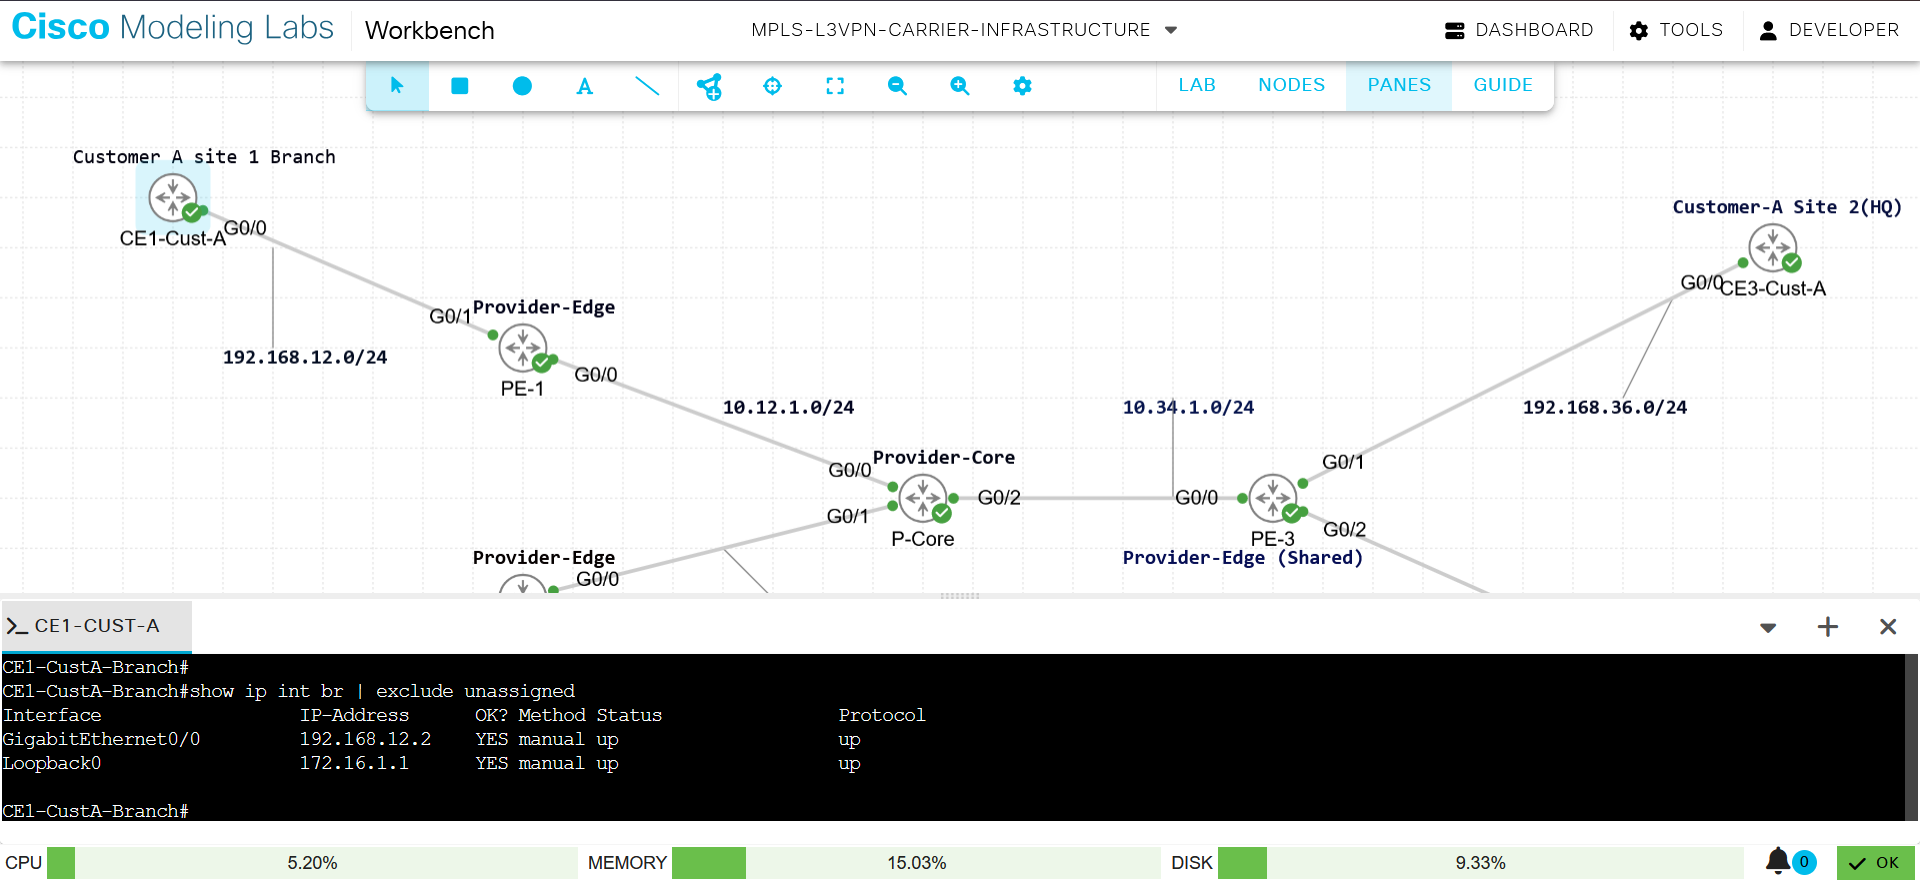 Cisco Modeling Labs
Workbench
MPLS-L3VPN-CARRIER-INFRASTRUCTURE
DASHBOARD
TOOLS
DEVELOPER
A
LAB
NODES
PANES
GUIDE
Customer A site 1 Branch
CE1-Cust-A
G0/0
192.168.12.0/24
G0/1
Provider-Edge
PE-1
G0/0
10.12.1.0/24
Customer-A Site 2(HQ)
G0/0
CE3-Cust-A
10.34.1.0/24
192.168.36.0/24
G0/0
Provider-Core
G0/1
G0/2
P-Core
G0/0
G0/1
PE-3
G0/2
Provider-Edge (Shared)
Provider-Edge
G0/0
CE1-CUST-A
CE1-CustA-Branch#
CE1-CustA-Branch#show ip int br | exclude unassigned
Interface IP-Address OK? Method Status Protocol
GigabitEthernet0/0 192.168.12.2 YES manual up up
Loopback0 172.16.1.1 YES manual up up
CE1-CustA-Branch#
CPU 5.20% MEMORY 15.03% DISK 9.33% 0 OK